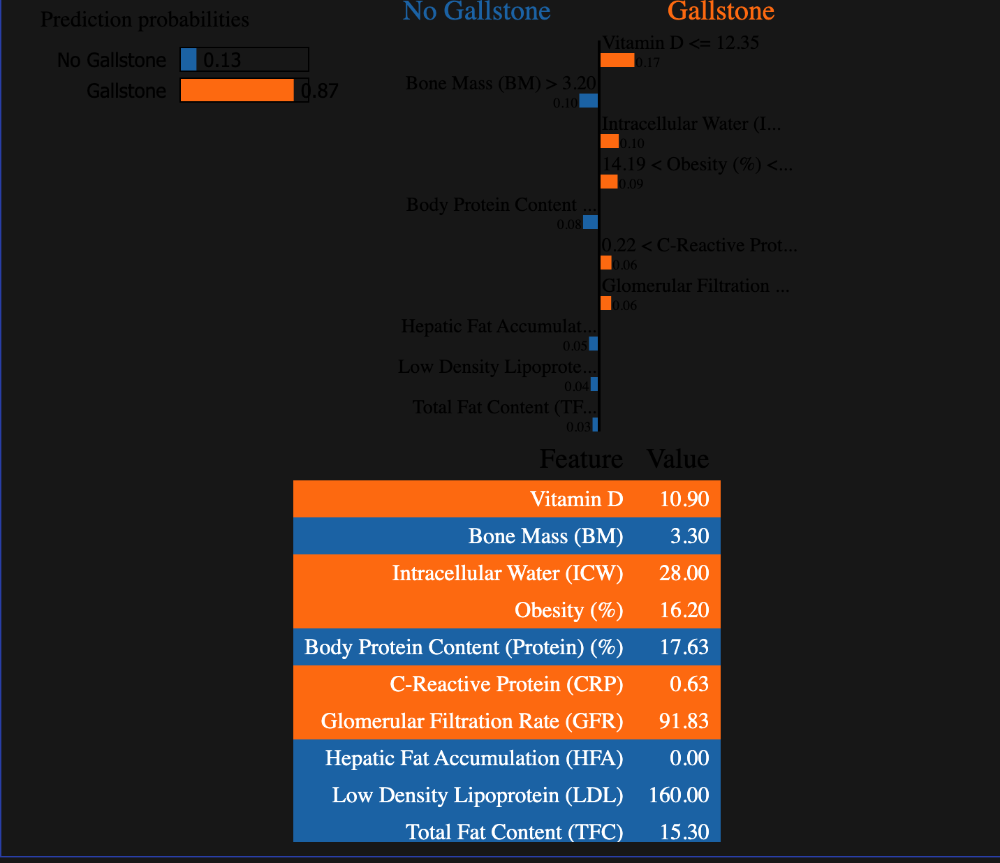 Prediction probabilities
No Gallstone 0.13
Gallstone 0.87
No Gallstone Gallstone
Vitamin D <= 12.35
0.17
Bone Mass (BM) > 3.20
0.10
Intracellular Water (I...
0.10
14.19 < Obesity (%) <...
0.09
Body Protein Content ...
0.08
0.22 < C-Reactive Prot...
0.06
Glomerular Filtration ...
0.06
Hepatic Fat Accumulat...
0.05
Low Density Lipoprote...
0.04
Total Fat Content (TF...
0.03
Feature Value
Vitamin D 10.90
Bone Mass (BM) 3.30
Intracellular Water (ICW) 28.00
Obesity (%) 16.20
Body Protein Content (Protein) (%) 17.63
C-Reactive Protein (CRP) 0.63
Glomerular Filtration Rate (GFR) 91.83
Hepatic Fat Accumulation (HFA) 0.00
Low Density Lipoprotein (LDL) 160.00
Total Fat Content (TFC) 15.30